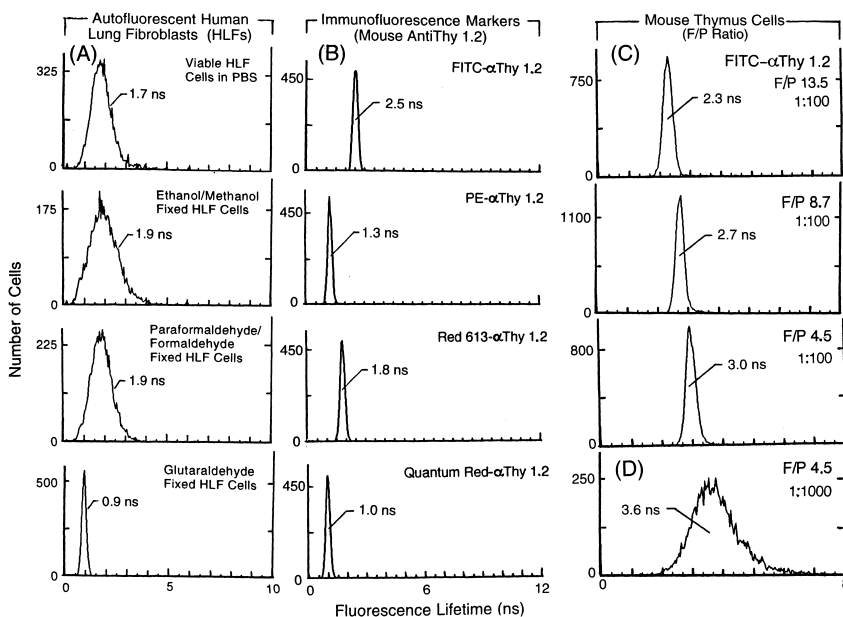 Autofluorescent Human
Lung Fibroblasts (HLFs)
(A)
Viable HLF
Cells in PBS
325
1.7 ns
0
Ethanol/Methanol
Fixed HLF Cells
175
1.9 ns
0
Paraformaldehyde/
Formaldehyde
Fixed HLF Cells
225
1.9 ns
0
Glutaraldehyde
Fixed HLF Cells
500
0.9 ns
0
0 5 10
Number of Cells
Immunofluorescence Markers
(Mouse AntiThy 1.2)
(B)
FITC-αThy 1.2
450
2.5 ns
0
PE-αThy 1.2
450
1.3 ns
0
Red 613-αThy 1.2
450
1.8 ns
0
Quantum Red-αThy 1.2
450
1.0 ns
0
0 6 12
Fluorescence Lifetime (ns)
Mouse Thymus Cells
(F/P Ratio)
(C)
FITC-αThy 1.2
F/P 13.5
1:100
750
2.3 ns
0
F/P 8.7
1:100
1100
2.7 ns
0
F/P 4.5
1:100
800
3.0 ns
0
(D)
F/P 4.5
1:1000
250
3.6 ns
0
0